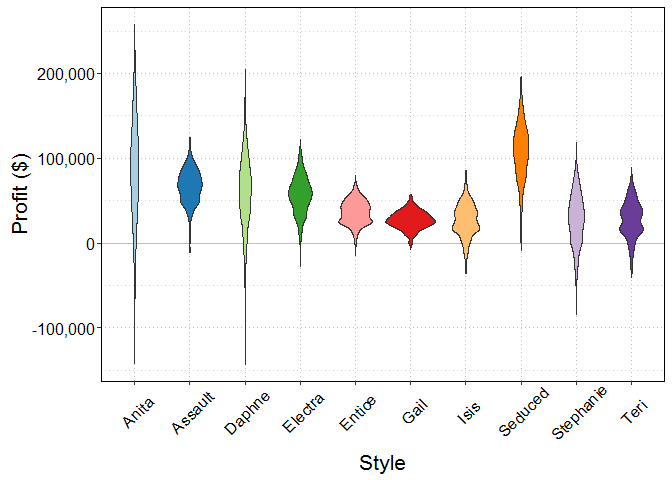 Profit ($)
200,000
100,000
0
-100,000
Anita
Assault
Daphne
Electra
Entice
Gail
Isis
Seduced
Stephanie
Teri
Style